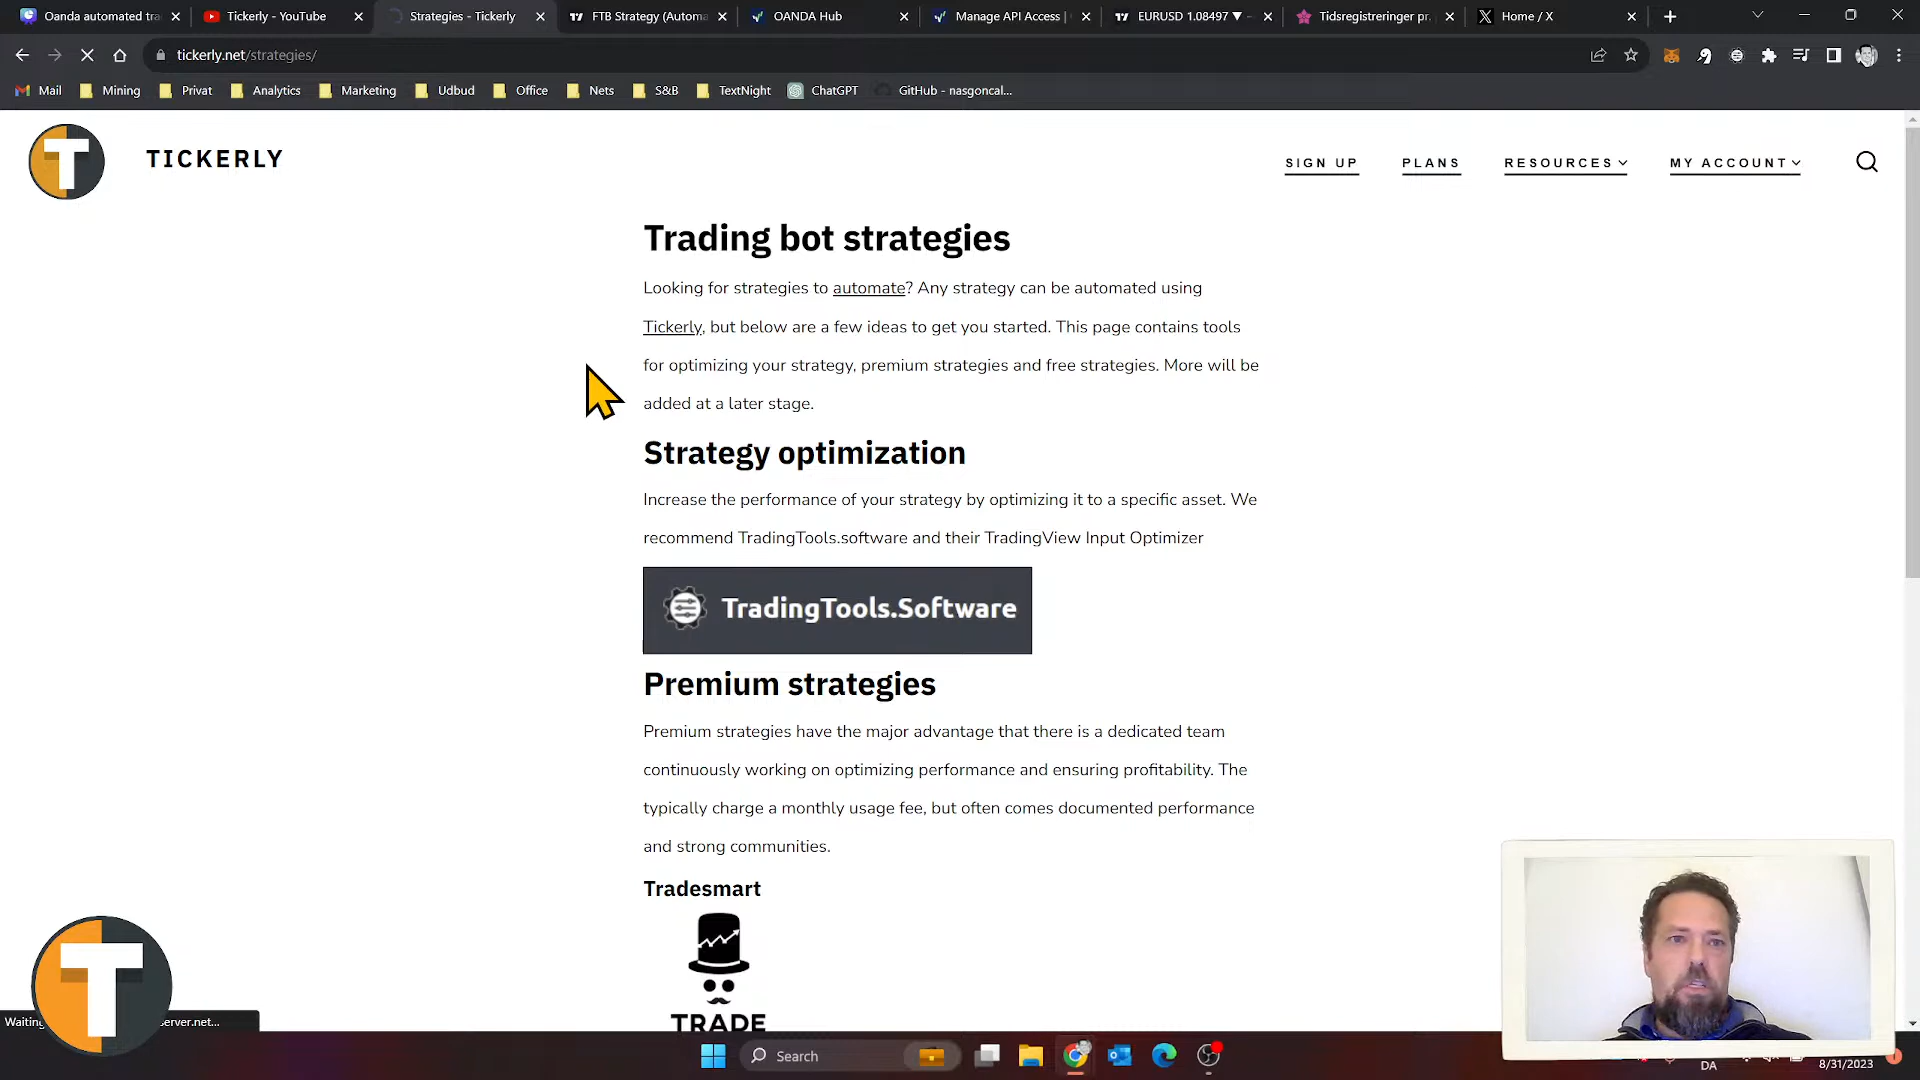 Oanda automated tra
Tickerly - YouTube
Strategies - Tickerly
FTB Strategy (Automa
OANDA Hub
Manage API Access |
EURUSD 1.08497 ▼
Tidsregistreringer pr.
Home / X
tickerly.net/strategies/
Mail
Mining
Privat
Analytics
Marketing
Udbud
Office
Nets
S&B
TextNight
ChatGPT
GitHub - nasgoncal...
T
TICKERLY
SIGN UP
PLANS
RESOURCES
MY ACCOUNT
Trading bot strategies
Looking for strategies to automate? Any strategy can be automated using
Tickerly, but below are a few ideas to get you started. This page contains tools
for optimizing your strategy, premium strategies and free strategies. More will be
added at a later stage.
Strategy optimization
Increase the performance of your strategy by optimizing it to a specific asset. We
recommend TradingTools.software and their TradingView Input Optimizer
TradingTools.Software
Premium strategies
Premium strategies have the major advantage that there is a dedicated team
continuously working on optimizing performance and ensuring profitability. The
typically charge a monthly usage fee, but often comes documented performance
and strong communities.
Tradesmart
TRADE
T
Waiting
erver.net...
Search
DA
8/31/2023